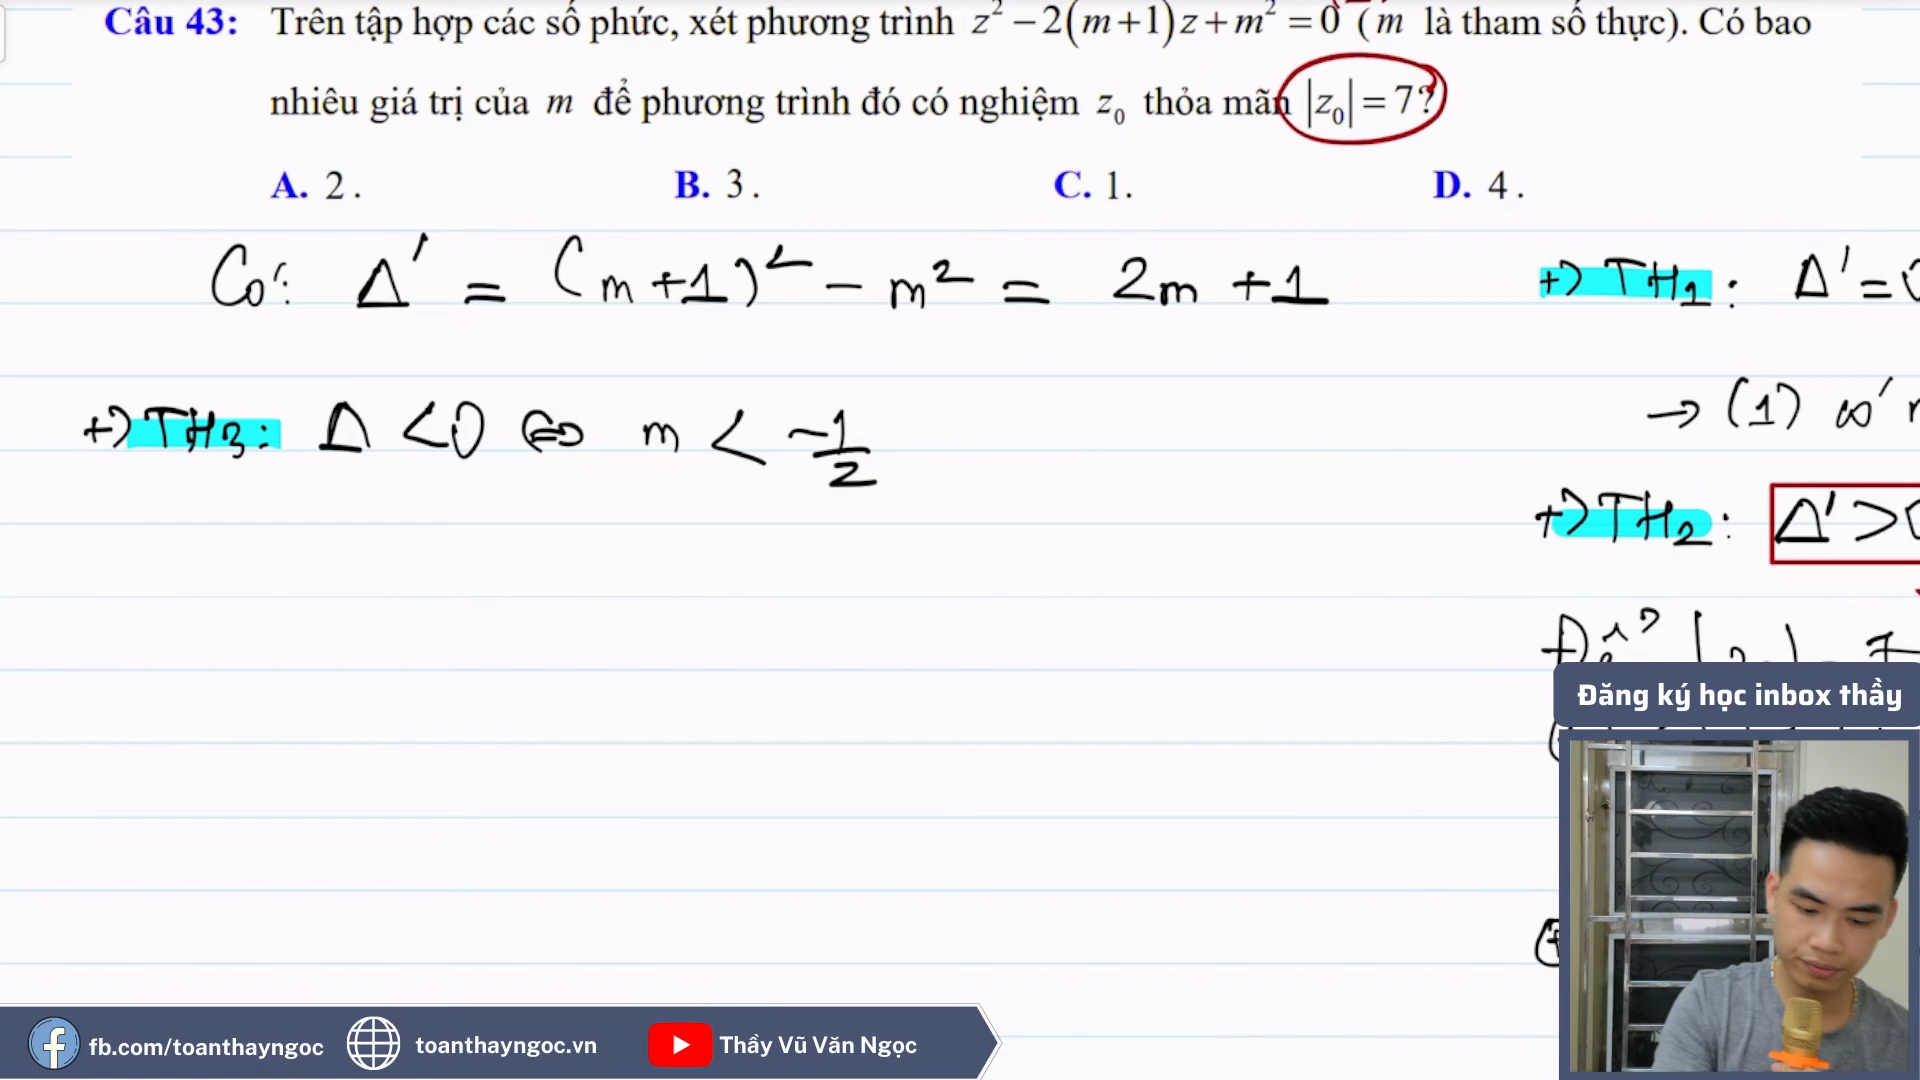 Câu 43: Trên tập hợp các số phức, xét phương trình z² − 2(m+1)z + m² = 0 (m là tham số thực). Có bao
nhiêu giá trị của m để phương trình đó có nghiệm z₀ thỏa mãn |z₀| = 7?
A. 2. B. 3. C. 1. D. 4.
Có: Δ' = (m+1)² − m² = 2m + 1
+) TH1: Δ' = 0
→ (1) có
+) TH3: Δ < 0 ⇔ m < −1/2
+) TH2: Δ' > 0
Đăng ký học inbox thầy
fb.com/toanthayngoc
toanthayngoc.vn
Thầy Vũ Văn Ngọc